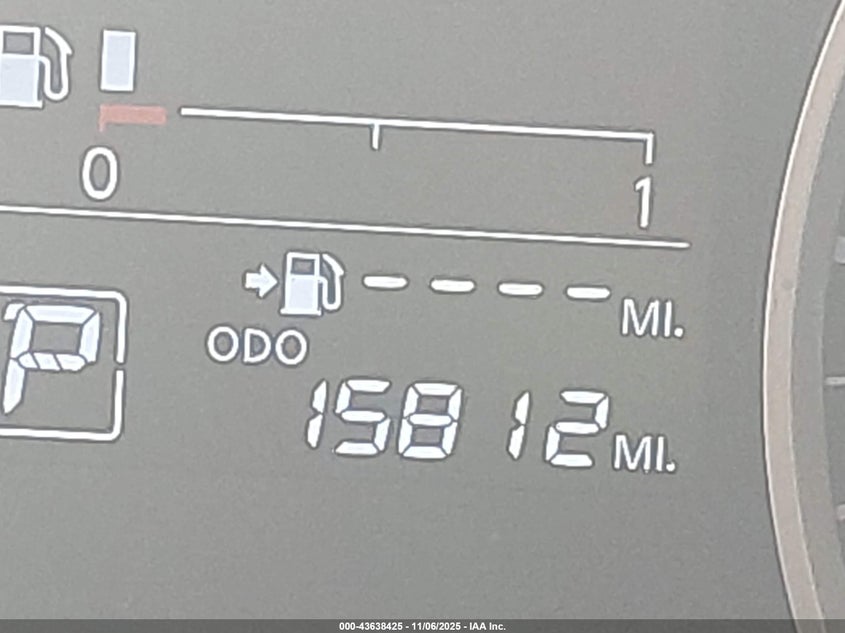 0 1
- - - - MI.
ODO
P
15812 MI.
000-43638425 - 11/06/2025 - IAA Inc.